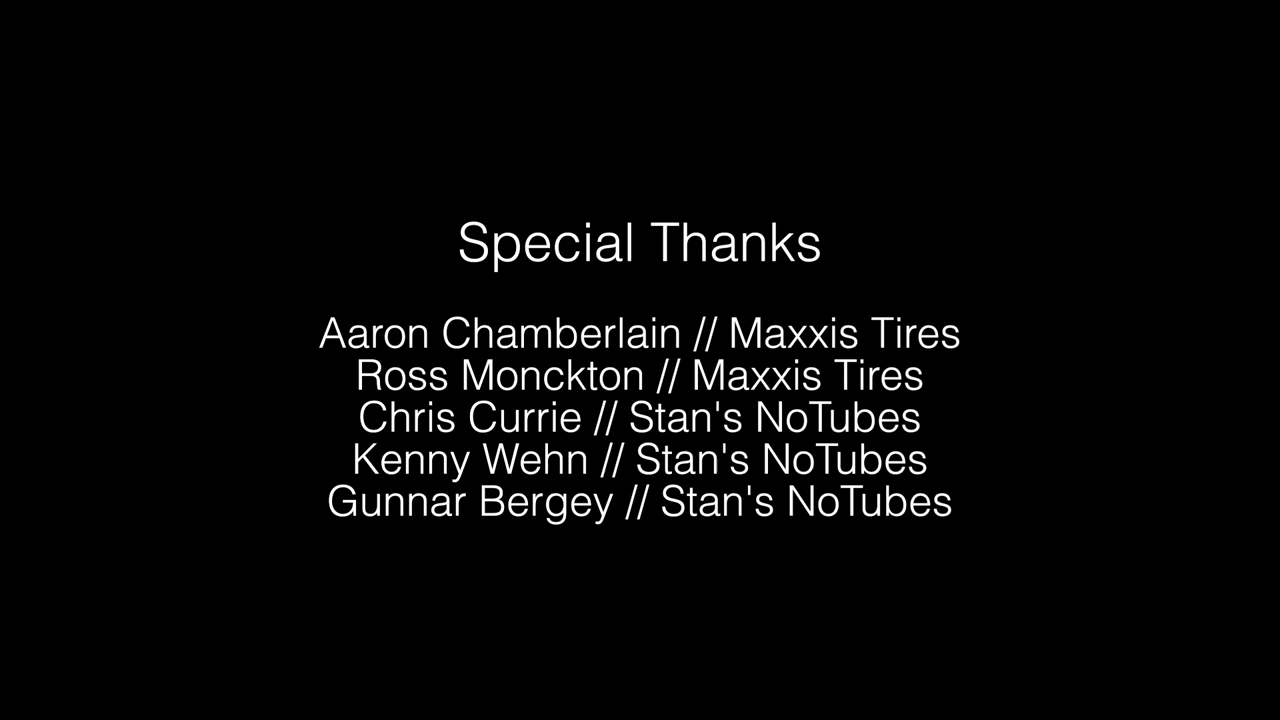 Special Thanks
Aaron Chamberlain // Maxxis Tires
Ross Monckton // Maxxis Tires
Chris Currie // Stan's NoTubes
Kenny Wehn // Stan's NoTubes
Gunnar Bergey // Stan's NoTubes